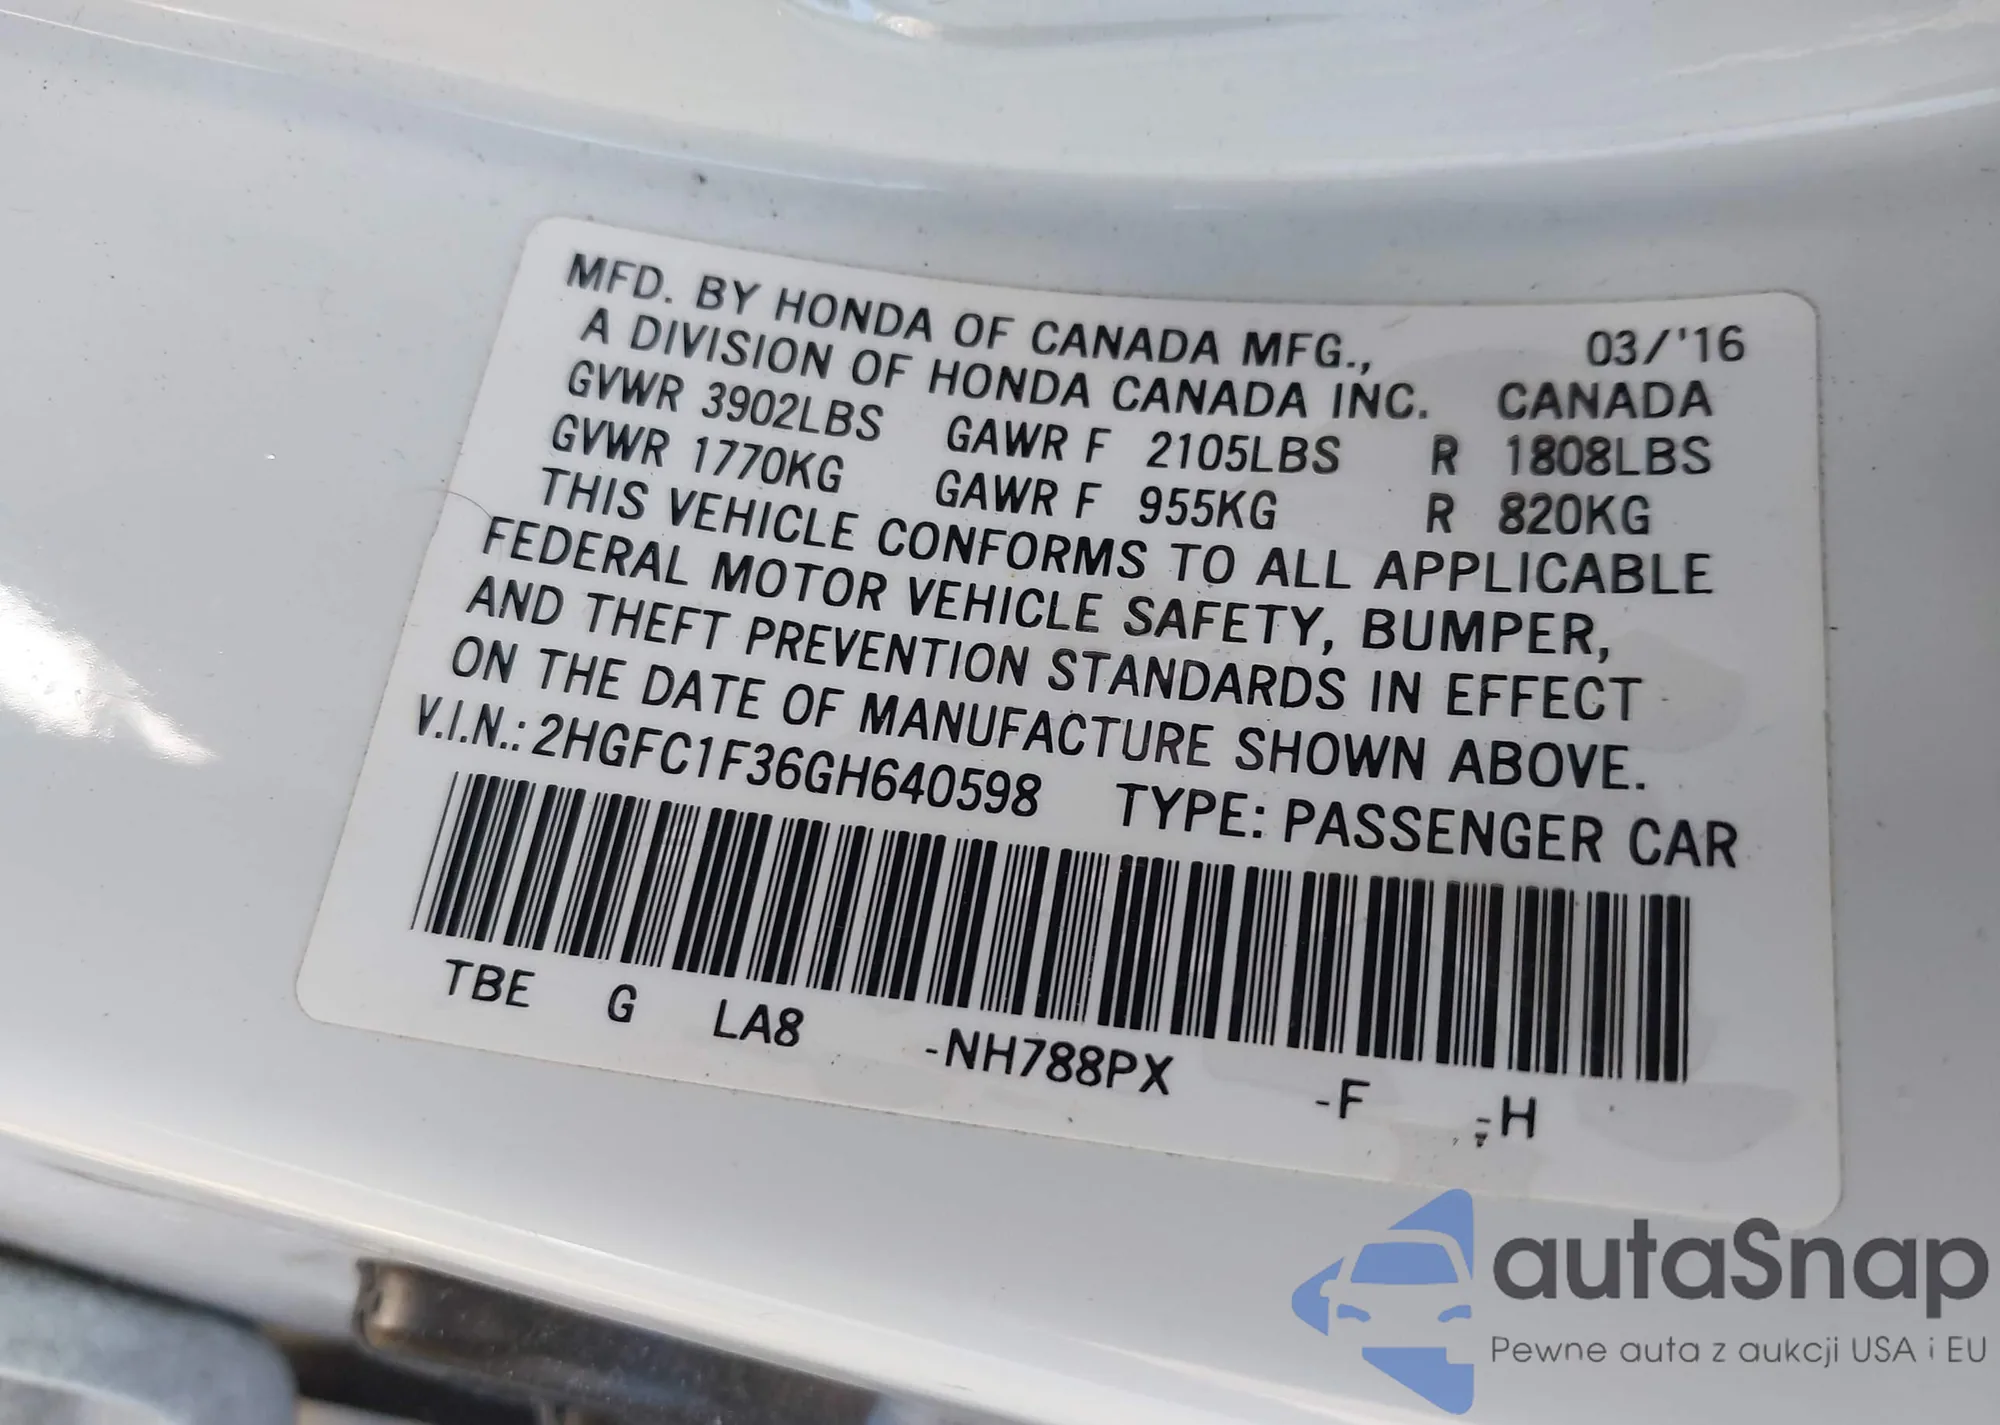 MFD. BY HONDA OF CANADA MFG., 03/'16
A DIVISION OF HONDA CANADA INC. CANADA
GVWR 3902LBS GAWR F 2105LBS R 1808LBS
GVWR 1770KG GAWR F 955KG R 820KG
THIS VEHICLE CONFORMS TO ALL APPLICABLE
FEDERAL MOTOR VEHICLE SAFETY, BUMPER,
AND THEFT PREVENTION STANDARDS IN EFFECT
ON THE DATE OF MANUFACTURE SHOWN ABOVE.
V.I.N.: 2HGFC1F36GH640598 TYPE: PASSENGER CAR
TBE G LA8 -NH788PX -F -H
autaSnap
Pewne auta z aukcji USA i EU